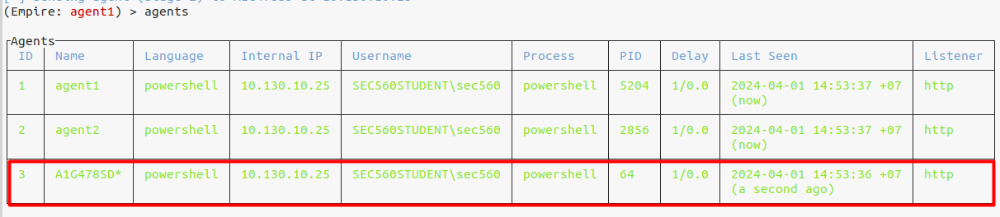 (Empire: agent1) > agents
Agents
ID Name Language Internal IP Username Process PID Delay Last Seen Listener
1 agent1 powershell 10.130.10.25 SEC560STUDENT\sec560 powershell 5204 1/0.0 2024-04-01 14:53:37 +07 http
(now)
2 agent2 powershell 10.130.10.25 SEC560STUDENT\sec560 powershell 2856 1/0.0 2024-04-01 14:53:37 +07 http
(now)
3 A1G478SD* powershell 10.130.10.25 SEC560STUDENT\sec560 powershell 64 1/0.0 2024-04-01 14:53:36 +07 http
(a second ago)